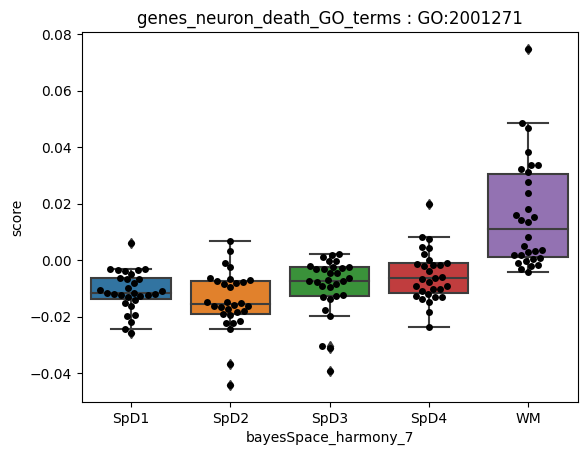 genes_neuron_death_GO_terms : GO:2001271
0.08
0.06
0.04
0.02
0.00
−0.02
−0.04
score
SpD1 SpD2 SpD3 SpD4 WM
bayesSpace_harmony_7